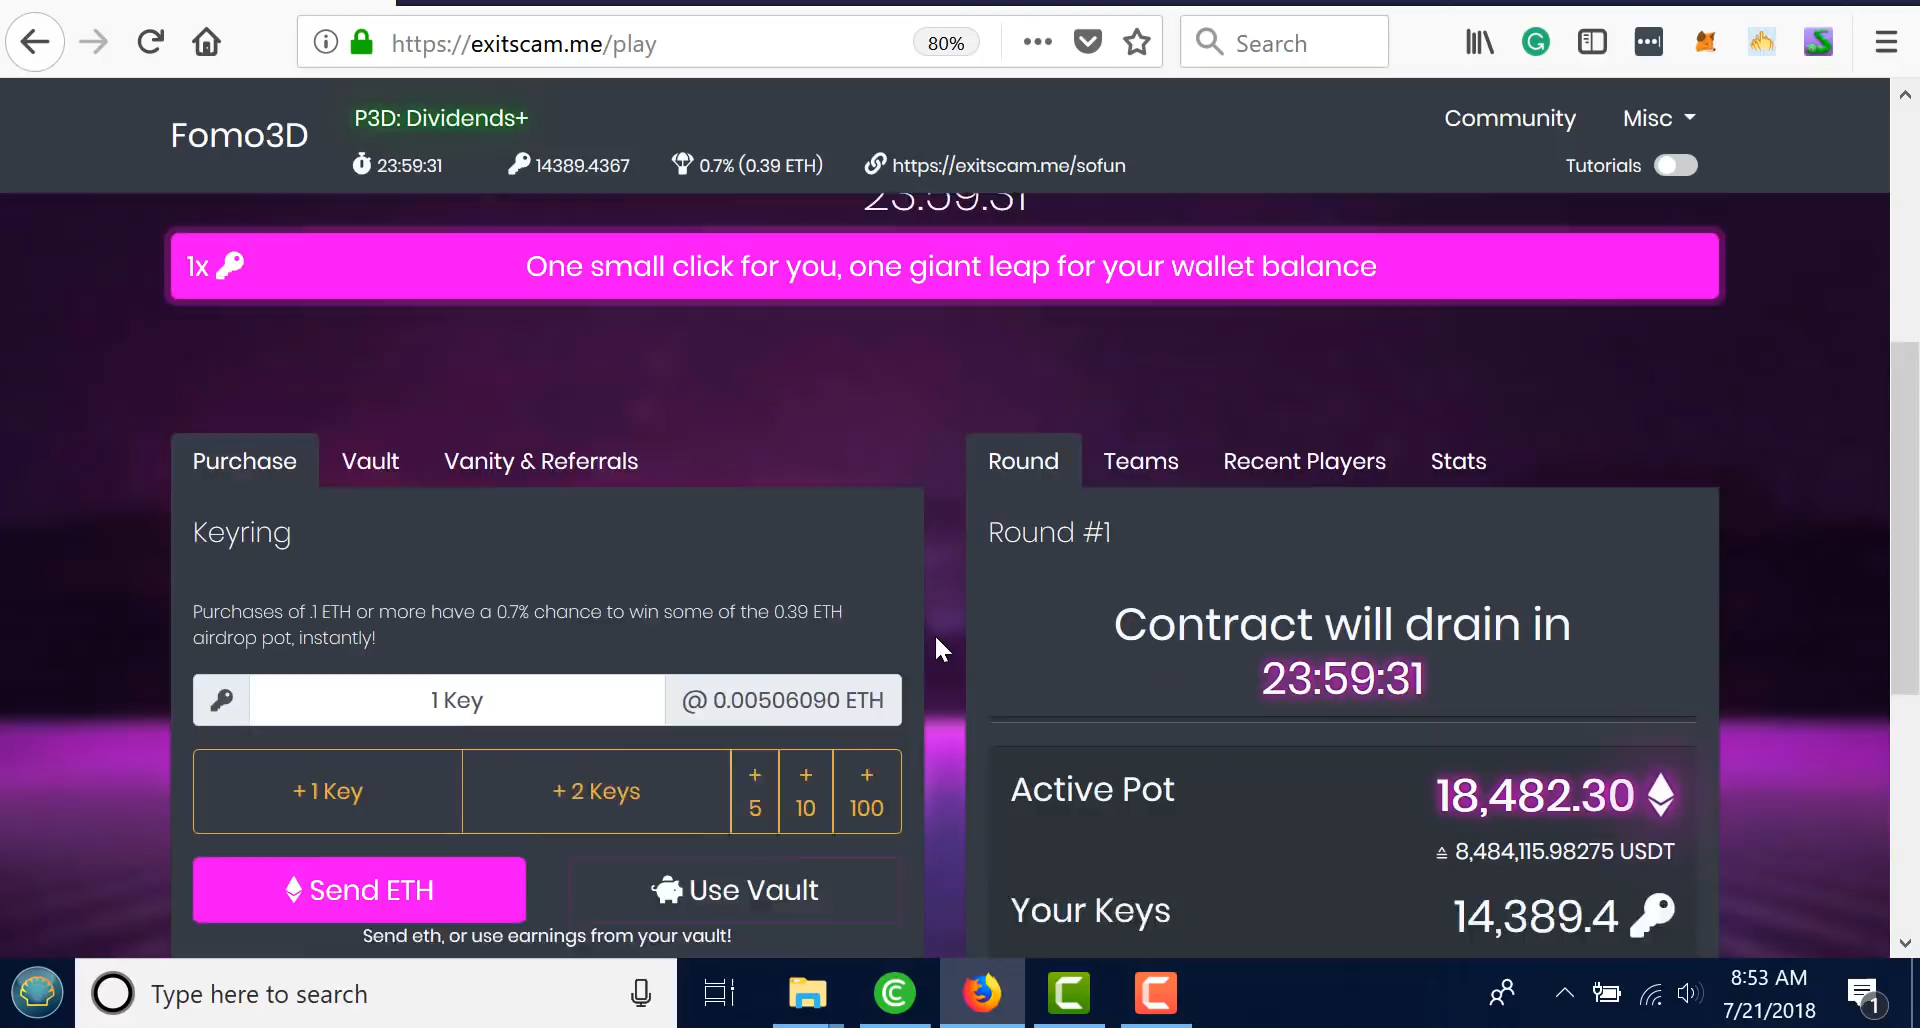 https://exitscam.me/play
80%
Search
Fomo3D
P3D: Dividends+
Community
Misc
23:59:31
14389.4367
0.7% (0.39 ETH)
https://exitscam.me/sofun
Tutorials
23:59:31
1x
One small click for you, one giant leap for your wallet balance
Purchase
Vault
Vanity & Referrals
Keyring
Purchases of .1 ETH or more have a 0.7% chance to win some of the 0.39 ETH
airdrop pot, instantly!
1 Key
@ 0.00506090 ETH
+ 1 Key
+ 2 Keys
+
5
+
10
+
100
Send ETH
Use Vault
Send eth, or use earnings from your vault!
Round
Teams
Recent Players
Stats
Round #1
Contract will drain in
23:59:31
Active Pot
18,482.30
≙ 8,484,115.98275 USDT
Your Keys
14,389.4
Type here to search
8:53 AM
7/21/2018
1